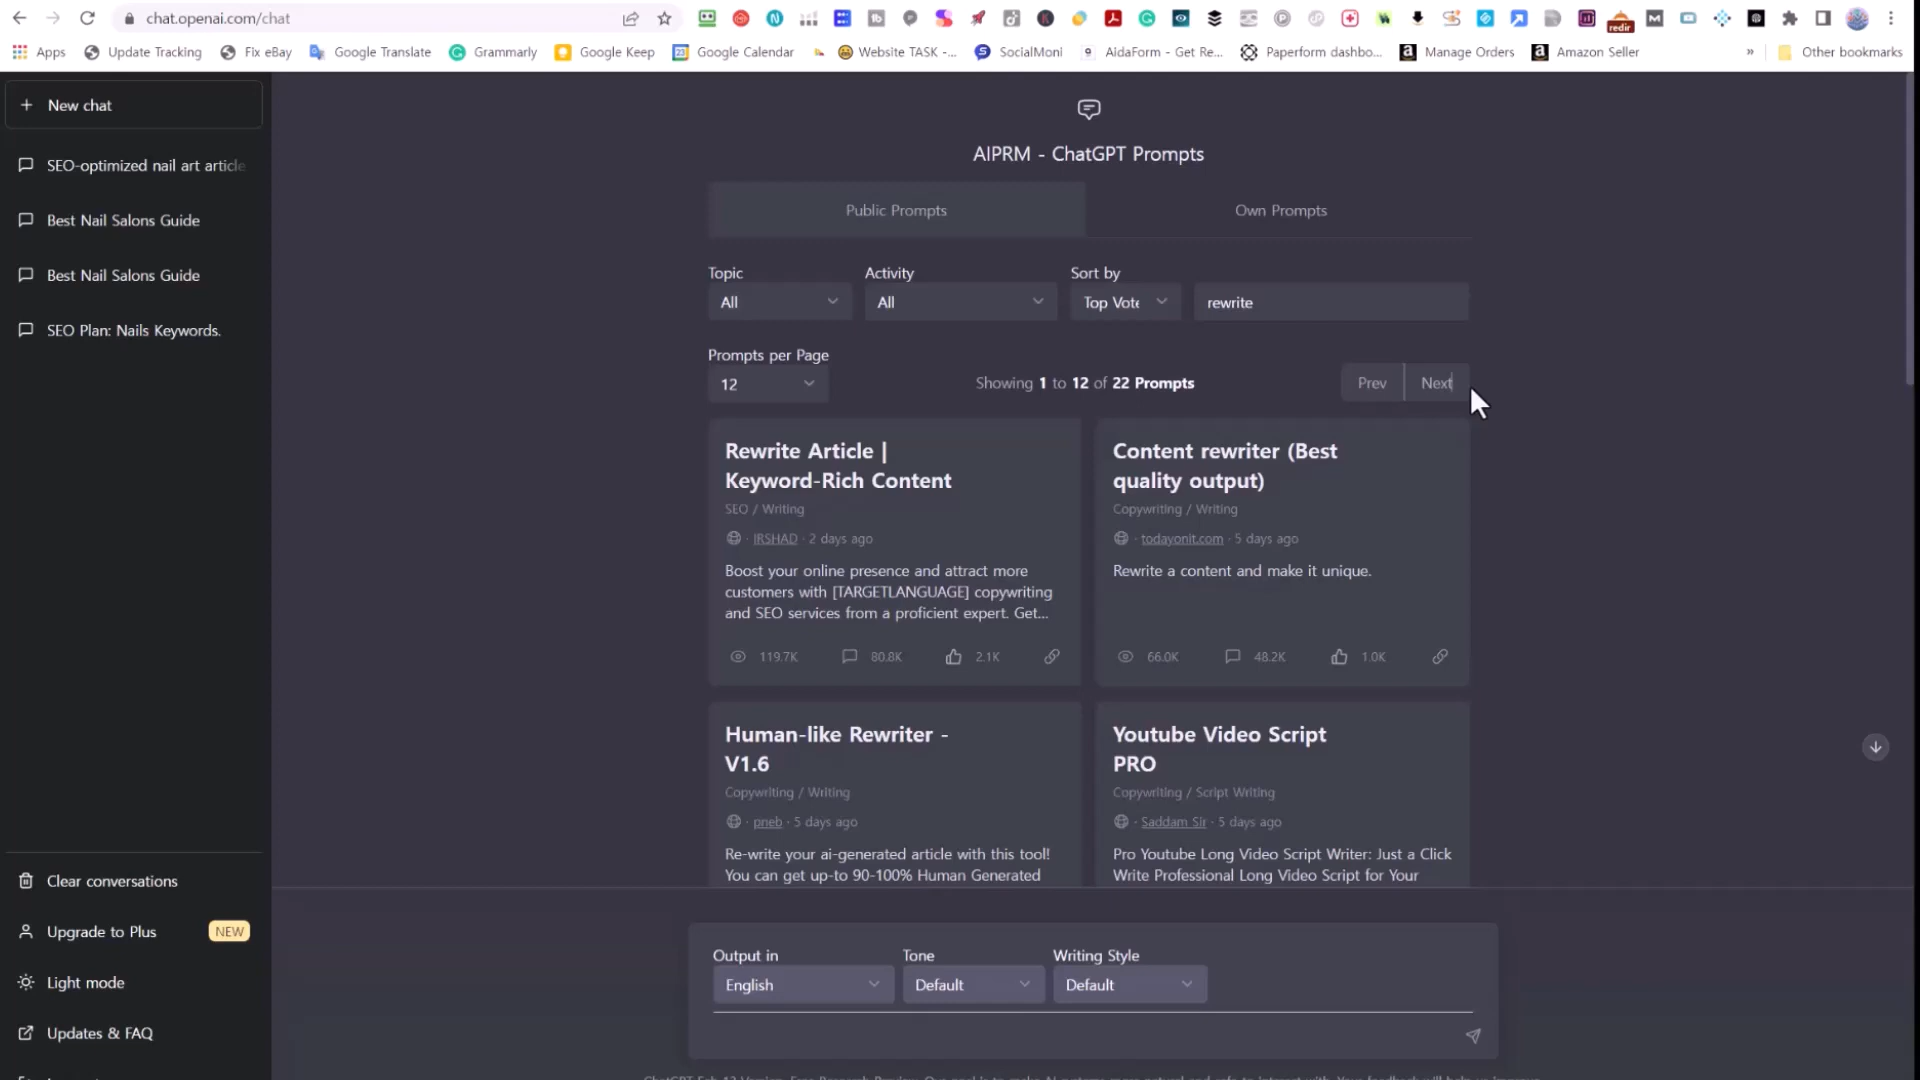 chat.openai.com/chat
redir
Apps Update Tracking Fix eBay Google Translate Grammarly Google Keep Google Calendar Website TASK -... SocialMoni AidaForm - Get Re... Paperform dashbo... Manage Orders Amazon Seller » Other bookmarks
New chat
SEO-optimized nail art article
Best Nail Salons Guide
Best Nail Salons Guide
SEO Plan: Nails Keywords.
Clear conversations
Upgrade to Plus NEW
Light mode
Updates & FAQ
AIPRM - ChatGPT Prompts
Public Prompts Own Prompts
Topic Activity Sort by
All All Top Vote rewrite
Prompts per Page
12 Showing 1 to 12 of 22 Prompts Prev Next
Rewrite Article |
Keyword-Rich Content
SEO / Writing
· JRSHAD · 2 days ago
Boost your online presence and attract more
customers with [TARGETLANGUAGE] copywriting
and SEO services from a proficient expert. Get...
119.7K 80.8K 2.1K
Content rewriter (Best
quality output)
Copywriting / Writing
· todayonit.com · 5 days ago
Rewrite a content and make it unique.
66.0K 48.2K 1.0K
Human-like Rewriter -
V1.6
Copywriting / Writing
· pneb · 5 days ago
Re-write your ai-generated article with this tool!
You can get up-to 90-100% Human Generated
Youtube Video Script
PRO
Copywriting / Script Writing
· Saddam Sir · 5 days ago
Pro Youtube Long Video Script Writer: Just a Click
Write Professional Long Video Script for Your
Output in Tone Writing Style
English Default Default